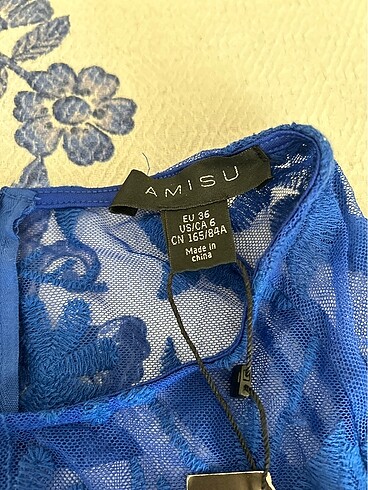 AMISU
EU 36
US/CA 6
CN 165/84A
Made in
china